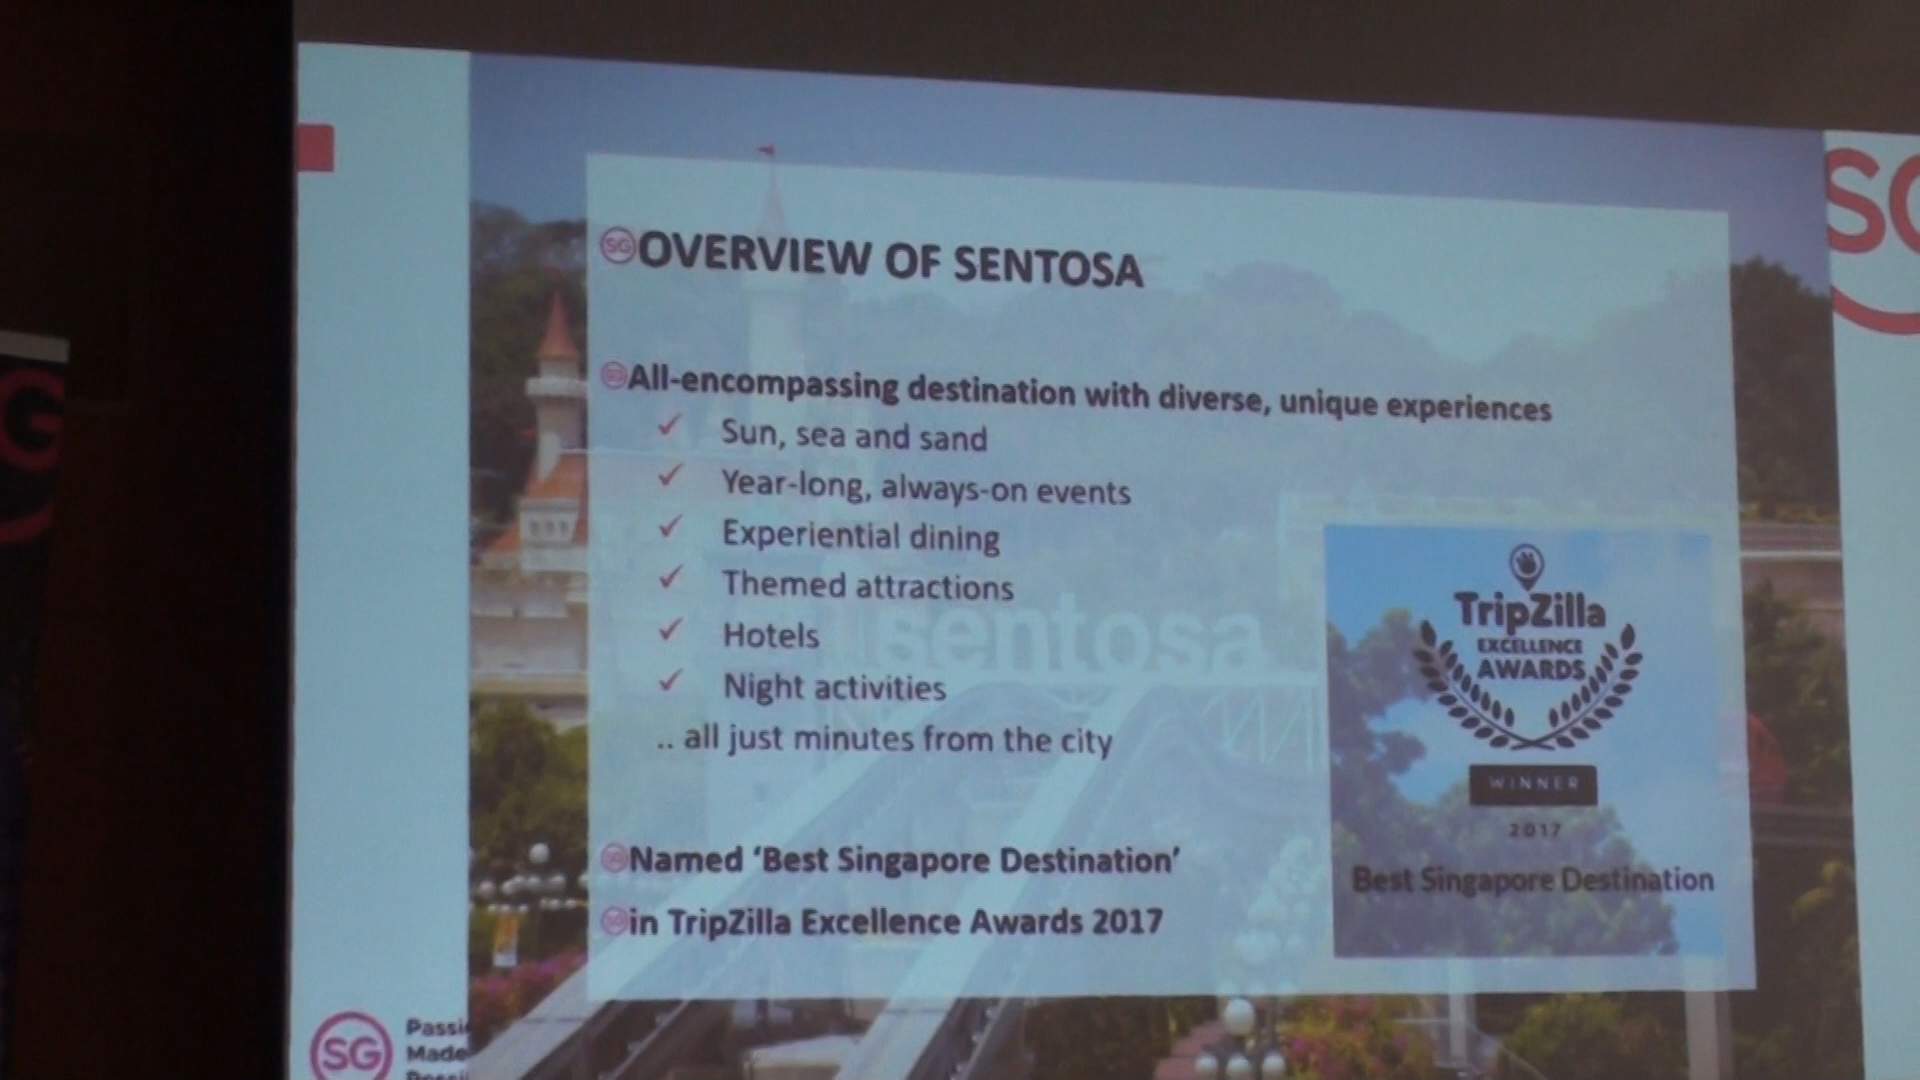 SG OVERVIEW OF SENTOSA
All-encompassing destination with diverse, unique experiences
✓ Sun, sea and sand
✓ Year-long, always-on events
✓ Experiential dining
✓ Themed attractions
✓ Hotels
✓ Night activities
.. all just minutes from the city
Named ‘Best Singapore Destination’
in TripZilla Excellence Awards 2017
sentosa
TripZilla
EXCELLENCE
AWARDS
WINNER
2017
Best Singapore Destination
SG
G
SG
Made